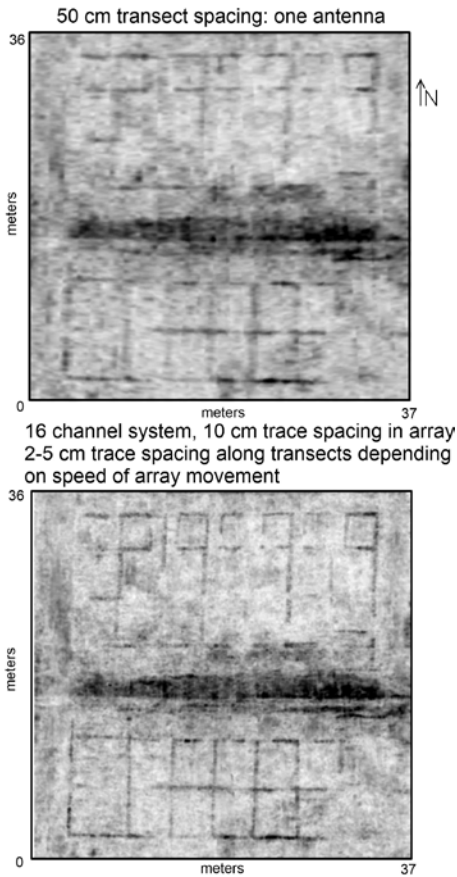 50 cm transect spacing: one antenna
36
N
meters
0
meters
37
16 channel system, 10 cm trace spacing in array
2-5 cm trace spacing along transects depending
on speed of array movement
36
meters
0
meters
37